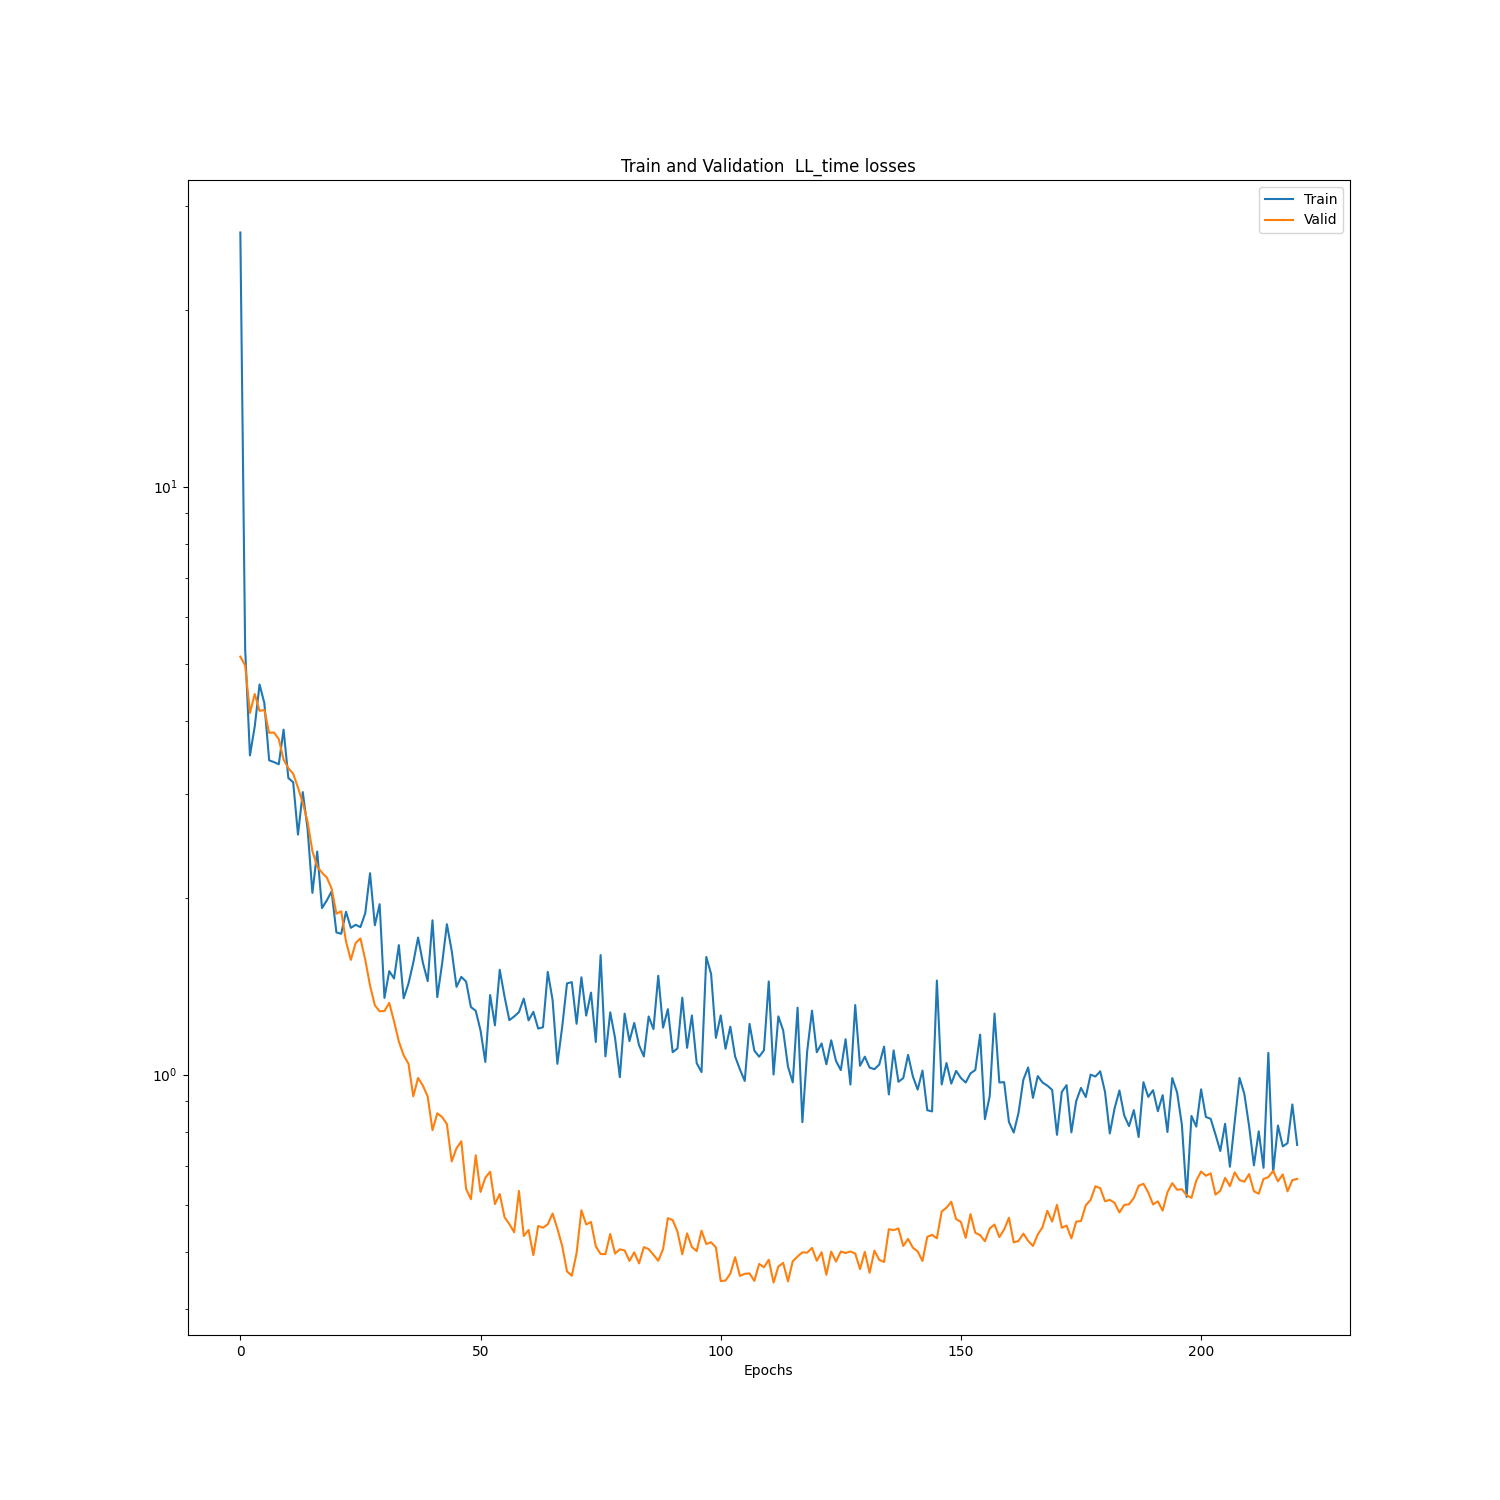 Train and Validation  LL_time losses
Train
Valid
10¹
10⁰
0 50 100 150 200
Epochs